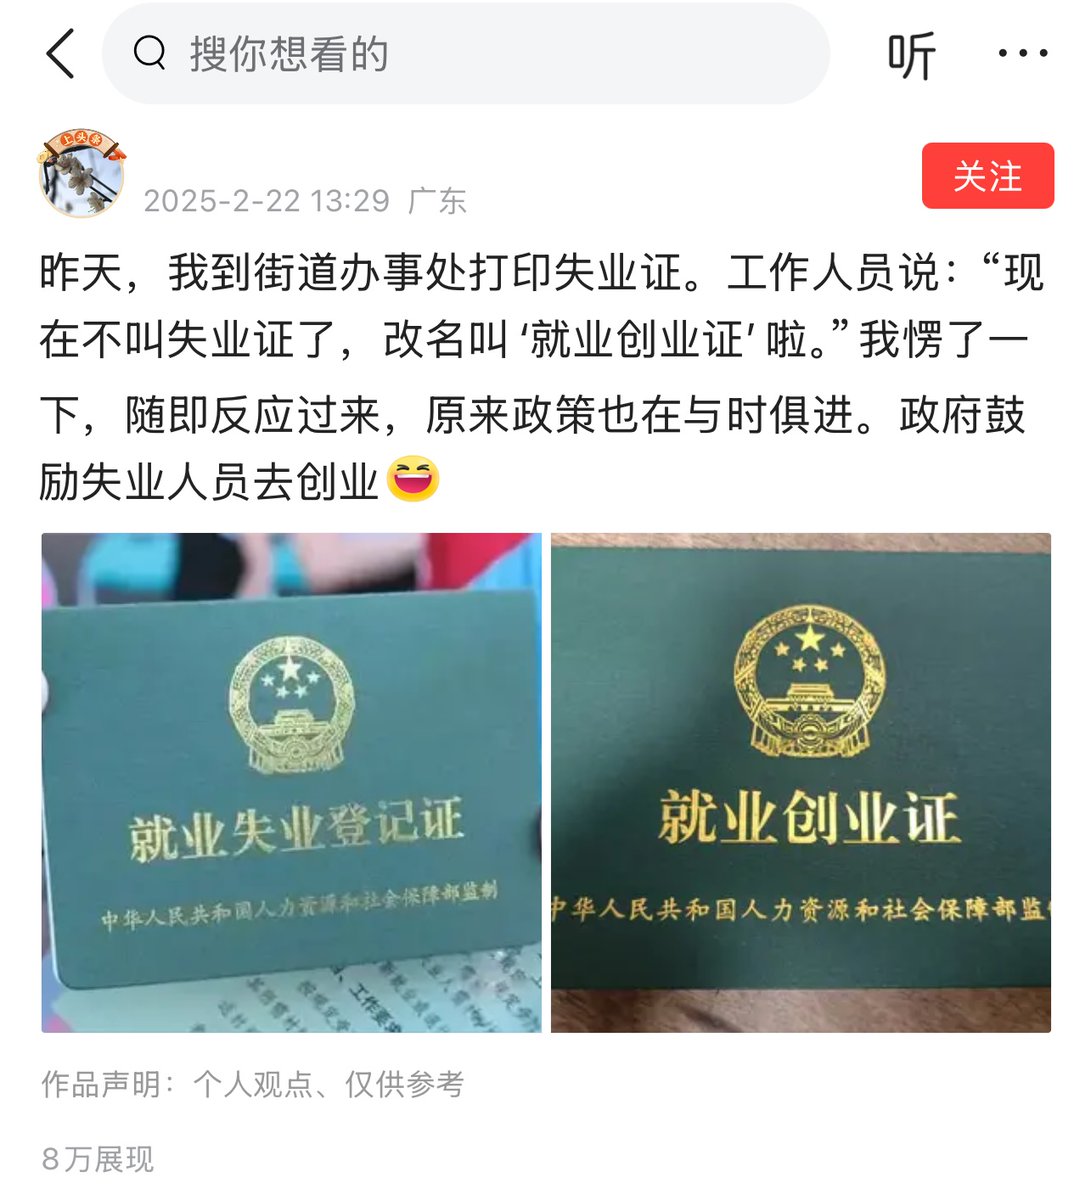 搜你想看的
听
上头条
2025-2-22 13:29 广东
关注
昨天，我到街道办事处打印失业证。工作人员说：“现
在不叫失业证了，改名叫 ‘就业创业证’ 啦。” 我愣了一
下，随即反应过来，原来政策也在与时俱进。政府鼓
励失业人员去创业😆
就业失业登记证
中华人民共和国人力资源和社会保障部监制
就业创业证
中华人民共和国人力资源和社会保障部监
作品声明：个人观点、仅供参考
8万展现